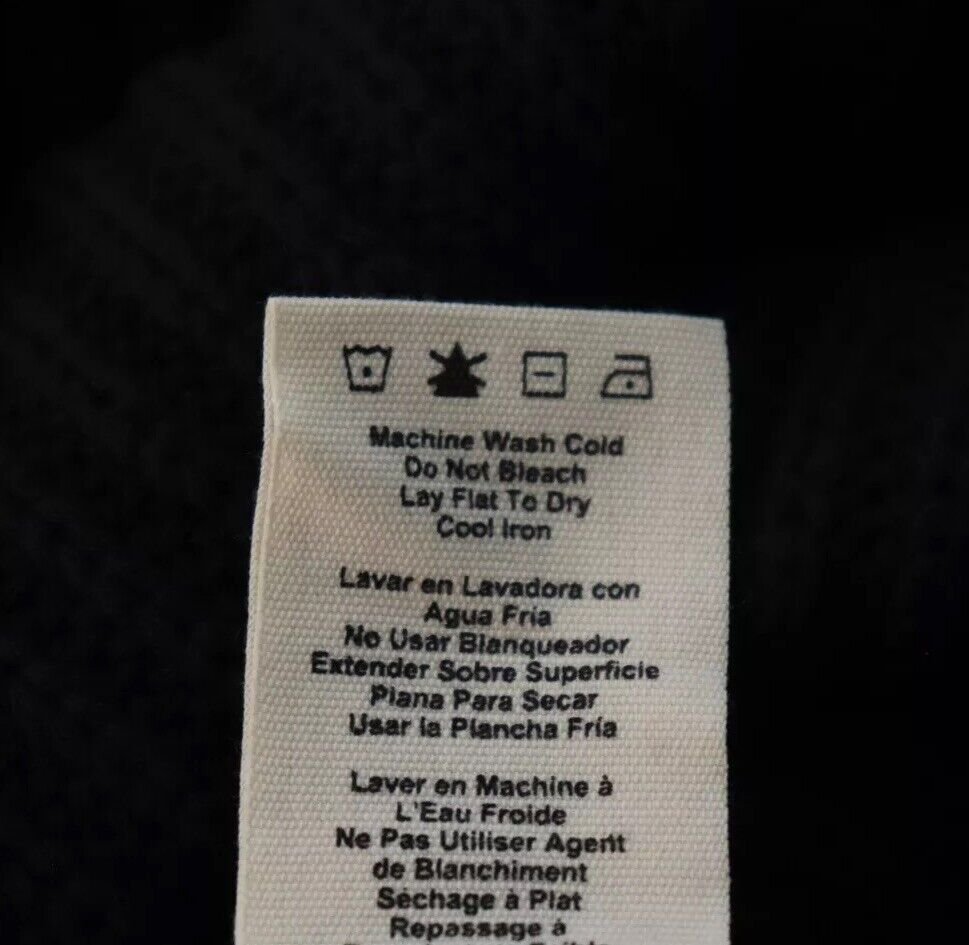 Machine Wash Cold
Do Not Bleach
Lay Flat To Dry
Cool Iron
Lavar en Lavadora con
Agua Fría
No Usar Blanqueador
Extender Sobre Superficie
Plana Para Secar
Usar la Plancha Fría
Laver en Machine à
L'Eau Froide
Ne Pas Utiliser Agent
de Blanchiment
Séchage à Plat
Repassage à